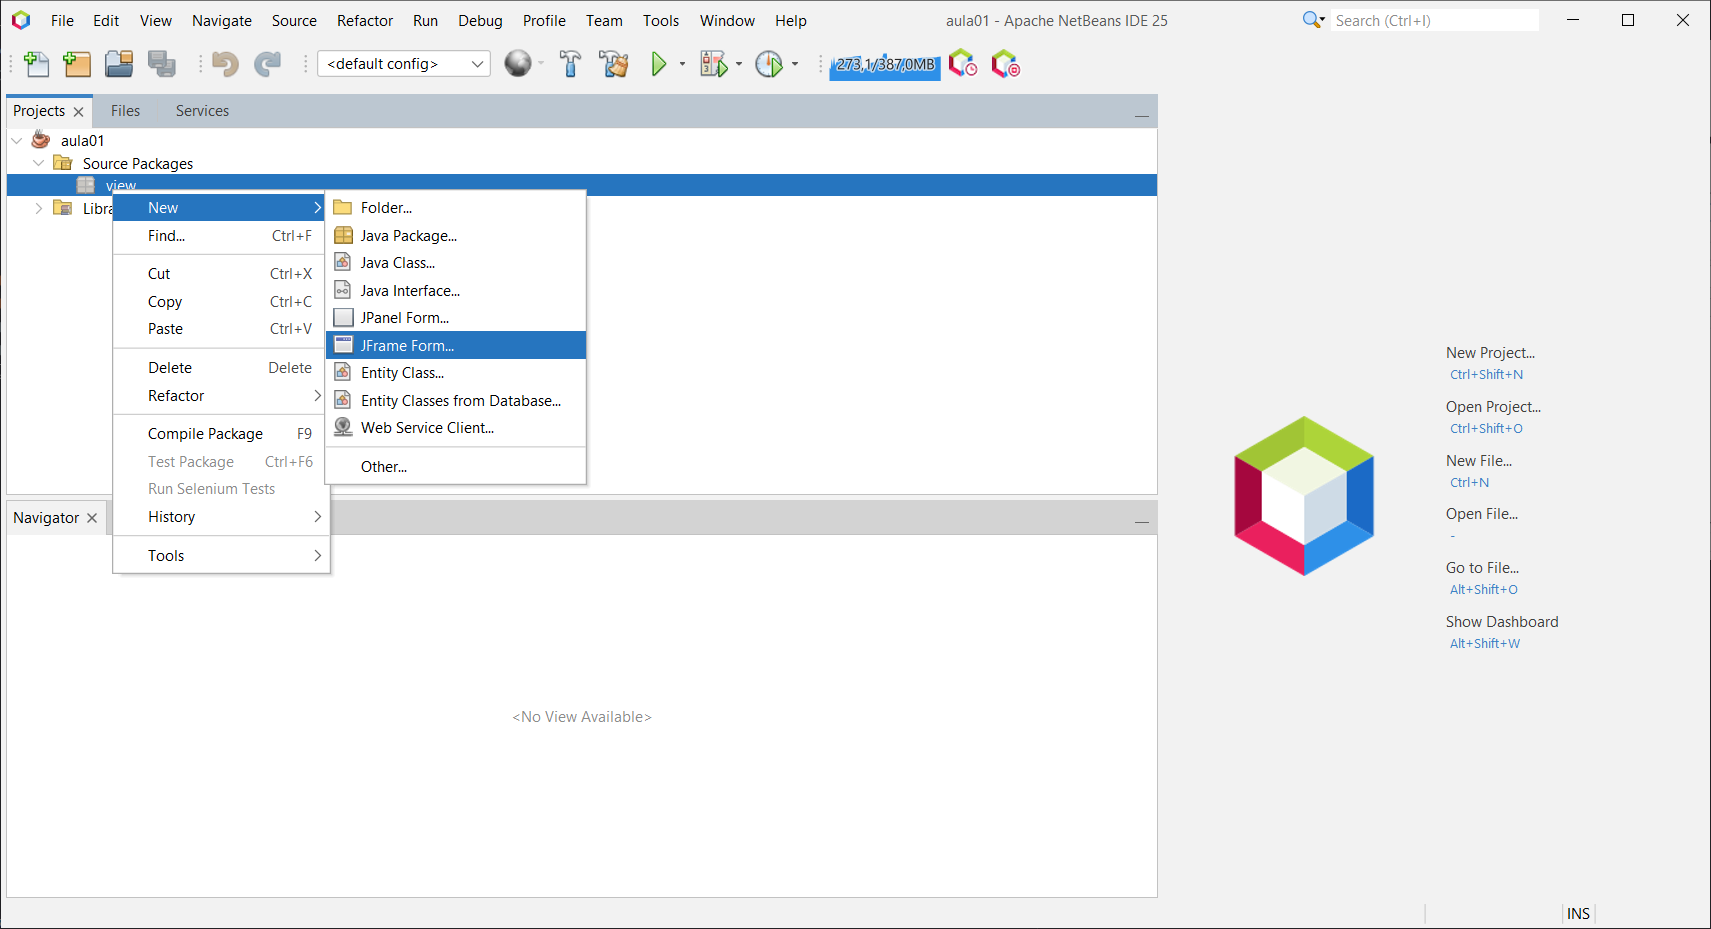 File Edit View Navigate Source Refactor Run Debug Profile Team Tools Window Help
aula01 - Apache NetBeans IDE 25
Search (Ctrl+I)
<default config>
273,1/387,0MB
Projects Files Services
aula01
Source Packages
view
Libra
New
Find... Ctrl+F
Cut Ctrl+X
Copy Ctrl+C
Paste Ctrl+V
Delete Delete
Refactor
Compile Package F9
Test Package Ctrl+F6
Run Selenium Tests
History
Tools
Folder...
Java Package...
Java Class...
Java Interface...
JPanel Form...
JFrame Form...
Entity Class...
Entity Classes from Database...
Web Service Client...
Other...
Navigator
<No View Available>
New Project...
Ctrl+Shift+N
Open Project...
Ctrl+Shift+O
New File...
Ctrl+N
Open File...
-
Go to File...
Alt+Shift+O
Show Dashboard
Alt+Shift+W
INS